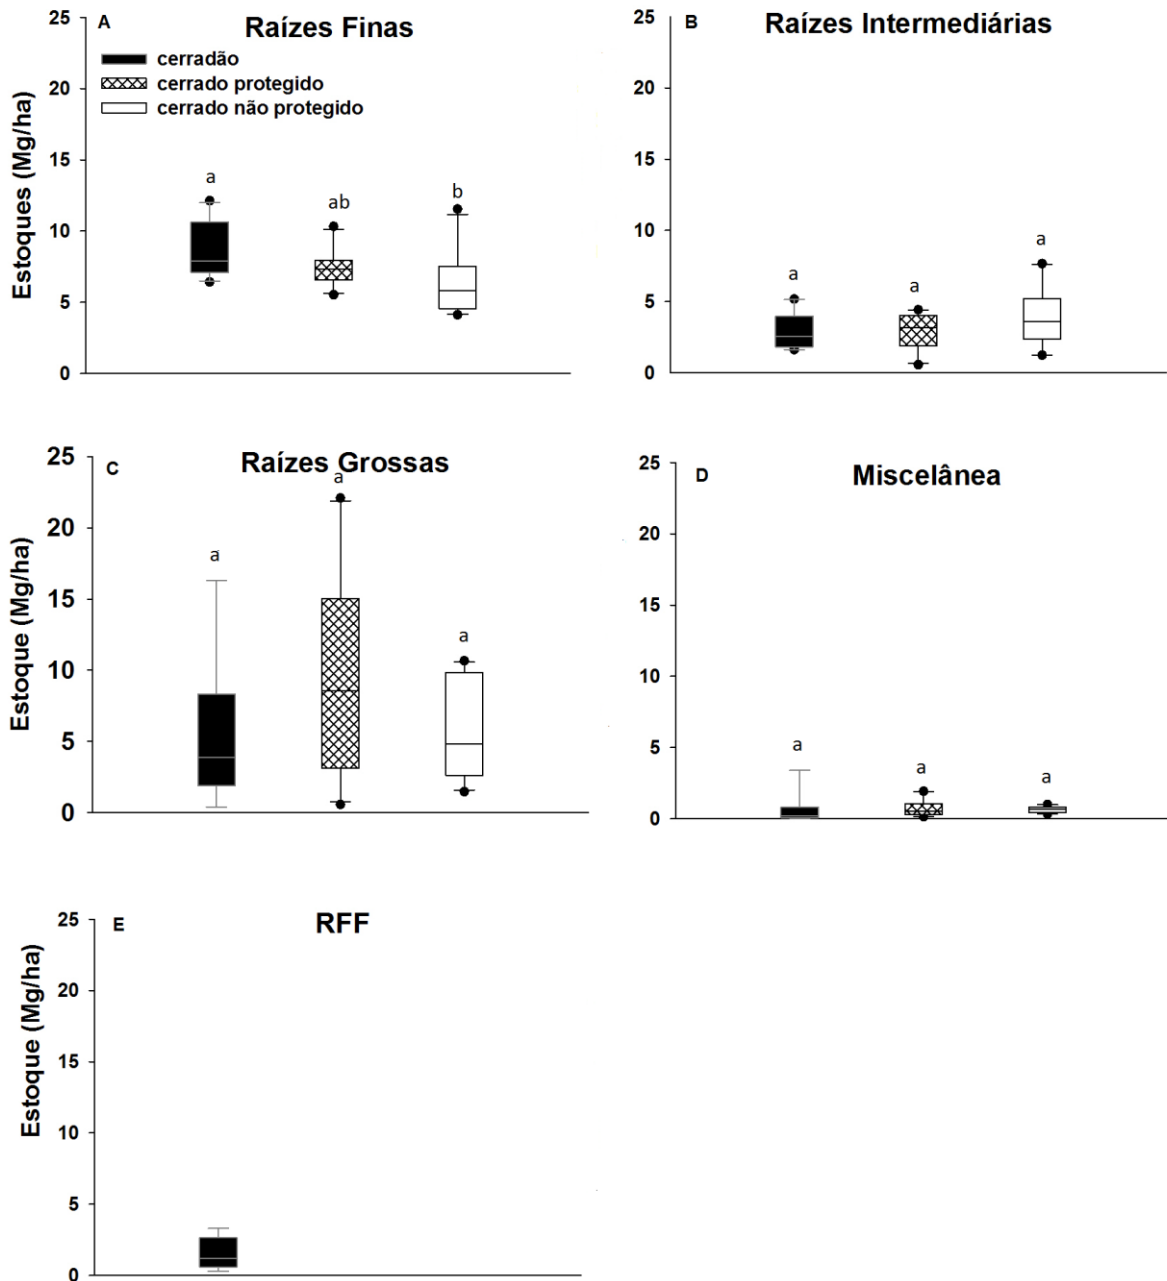 A
Raízes Finas
cerradão
cerrado protegido
cerrado não protegido
Estoques (Mg/ha)
25
20
15
10
5
0
a
ab
b
B
Raízes Intermediárias
25
20
15
10
5
0
a
a
a
C
Raízes Grossas
Estoque (Mg/ha)
25
20
15
10
5
0
a
a
a
D
Miscelânea
25
20
15
10
5
0
a
a
a
E
RFF
Estoque (Mg/ha)
25
20
15
10
5
0